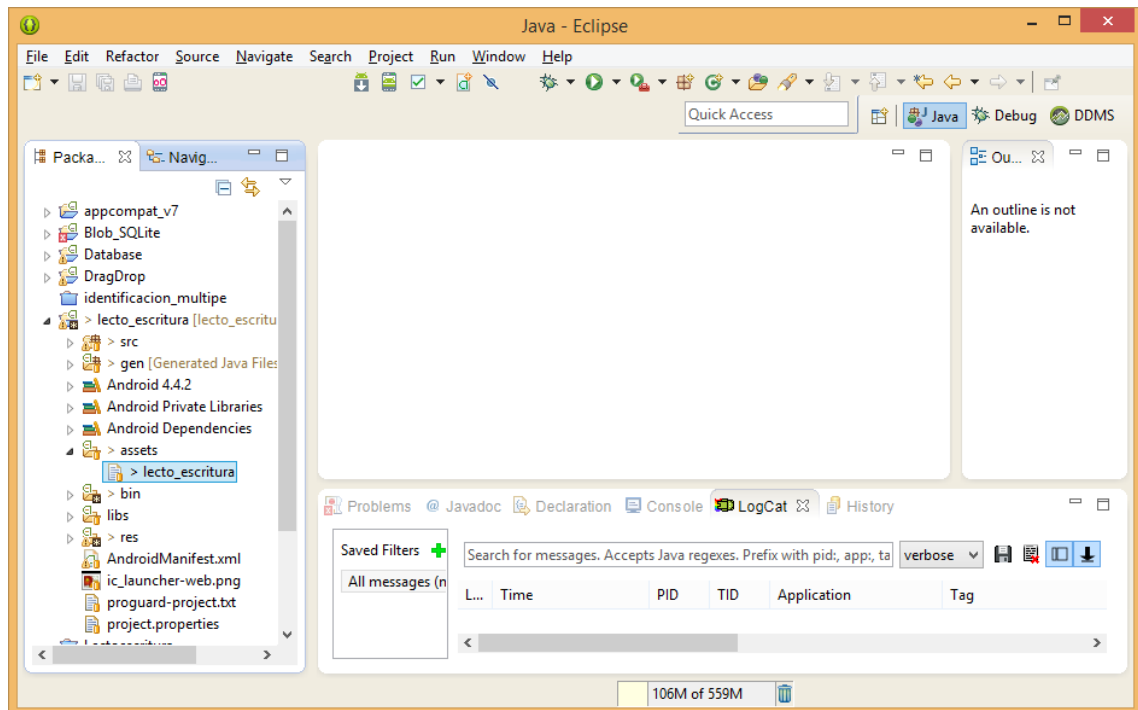 Java - Eclipse
File Edit Refactor Source Navigate Search Project Run Window Help
Quick Access
Java Debug DDMS
Packa... Navig...
Ou...
appcompat_v7
Blob_SQLite
Database
DragDrop
identificacion_multipe
> lecto_escritura [lecto_escritu
> src
> gen [Generated Java Files
Android 4.4.2
Android Private Libraries
Android Dependencies
> assets
> lecto_escritura
> bin
libs
> res
AndroidManifest.xml
ic_launcher-web.png
proguard-project.txt
project.properties
An outline is not
available.
Problems @ Javadoc Declaration Console LogCat History
Saved Filters
All messages (n
Search for messages. Accepts Java regexes. Prefix with pid:, app:, ta
verbose
L... Time PID TID Application Tag
106M of 559M